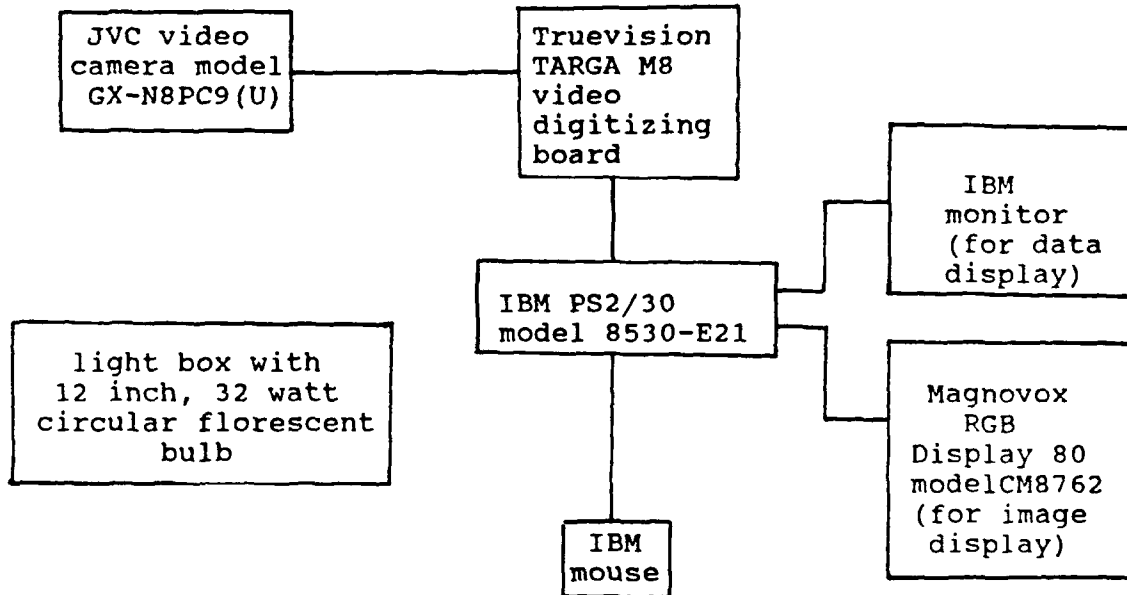 JVC video
camera model
GX-N8PC9(U)
Truevision
TARGA M8
video
digitizing
board
IBM
monitor
(for data
display)
IBM PS2/30
model 8530-E21
light box with
12 inch, 32 watt
circular florescent
bulb
Magnovox
RGB
Display 80
modelCM8762
(for image
display)
IBM
mouse